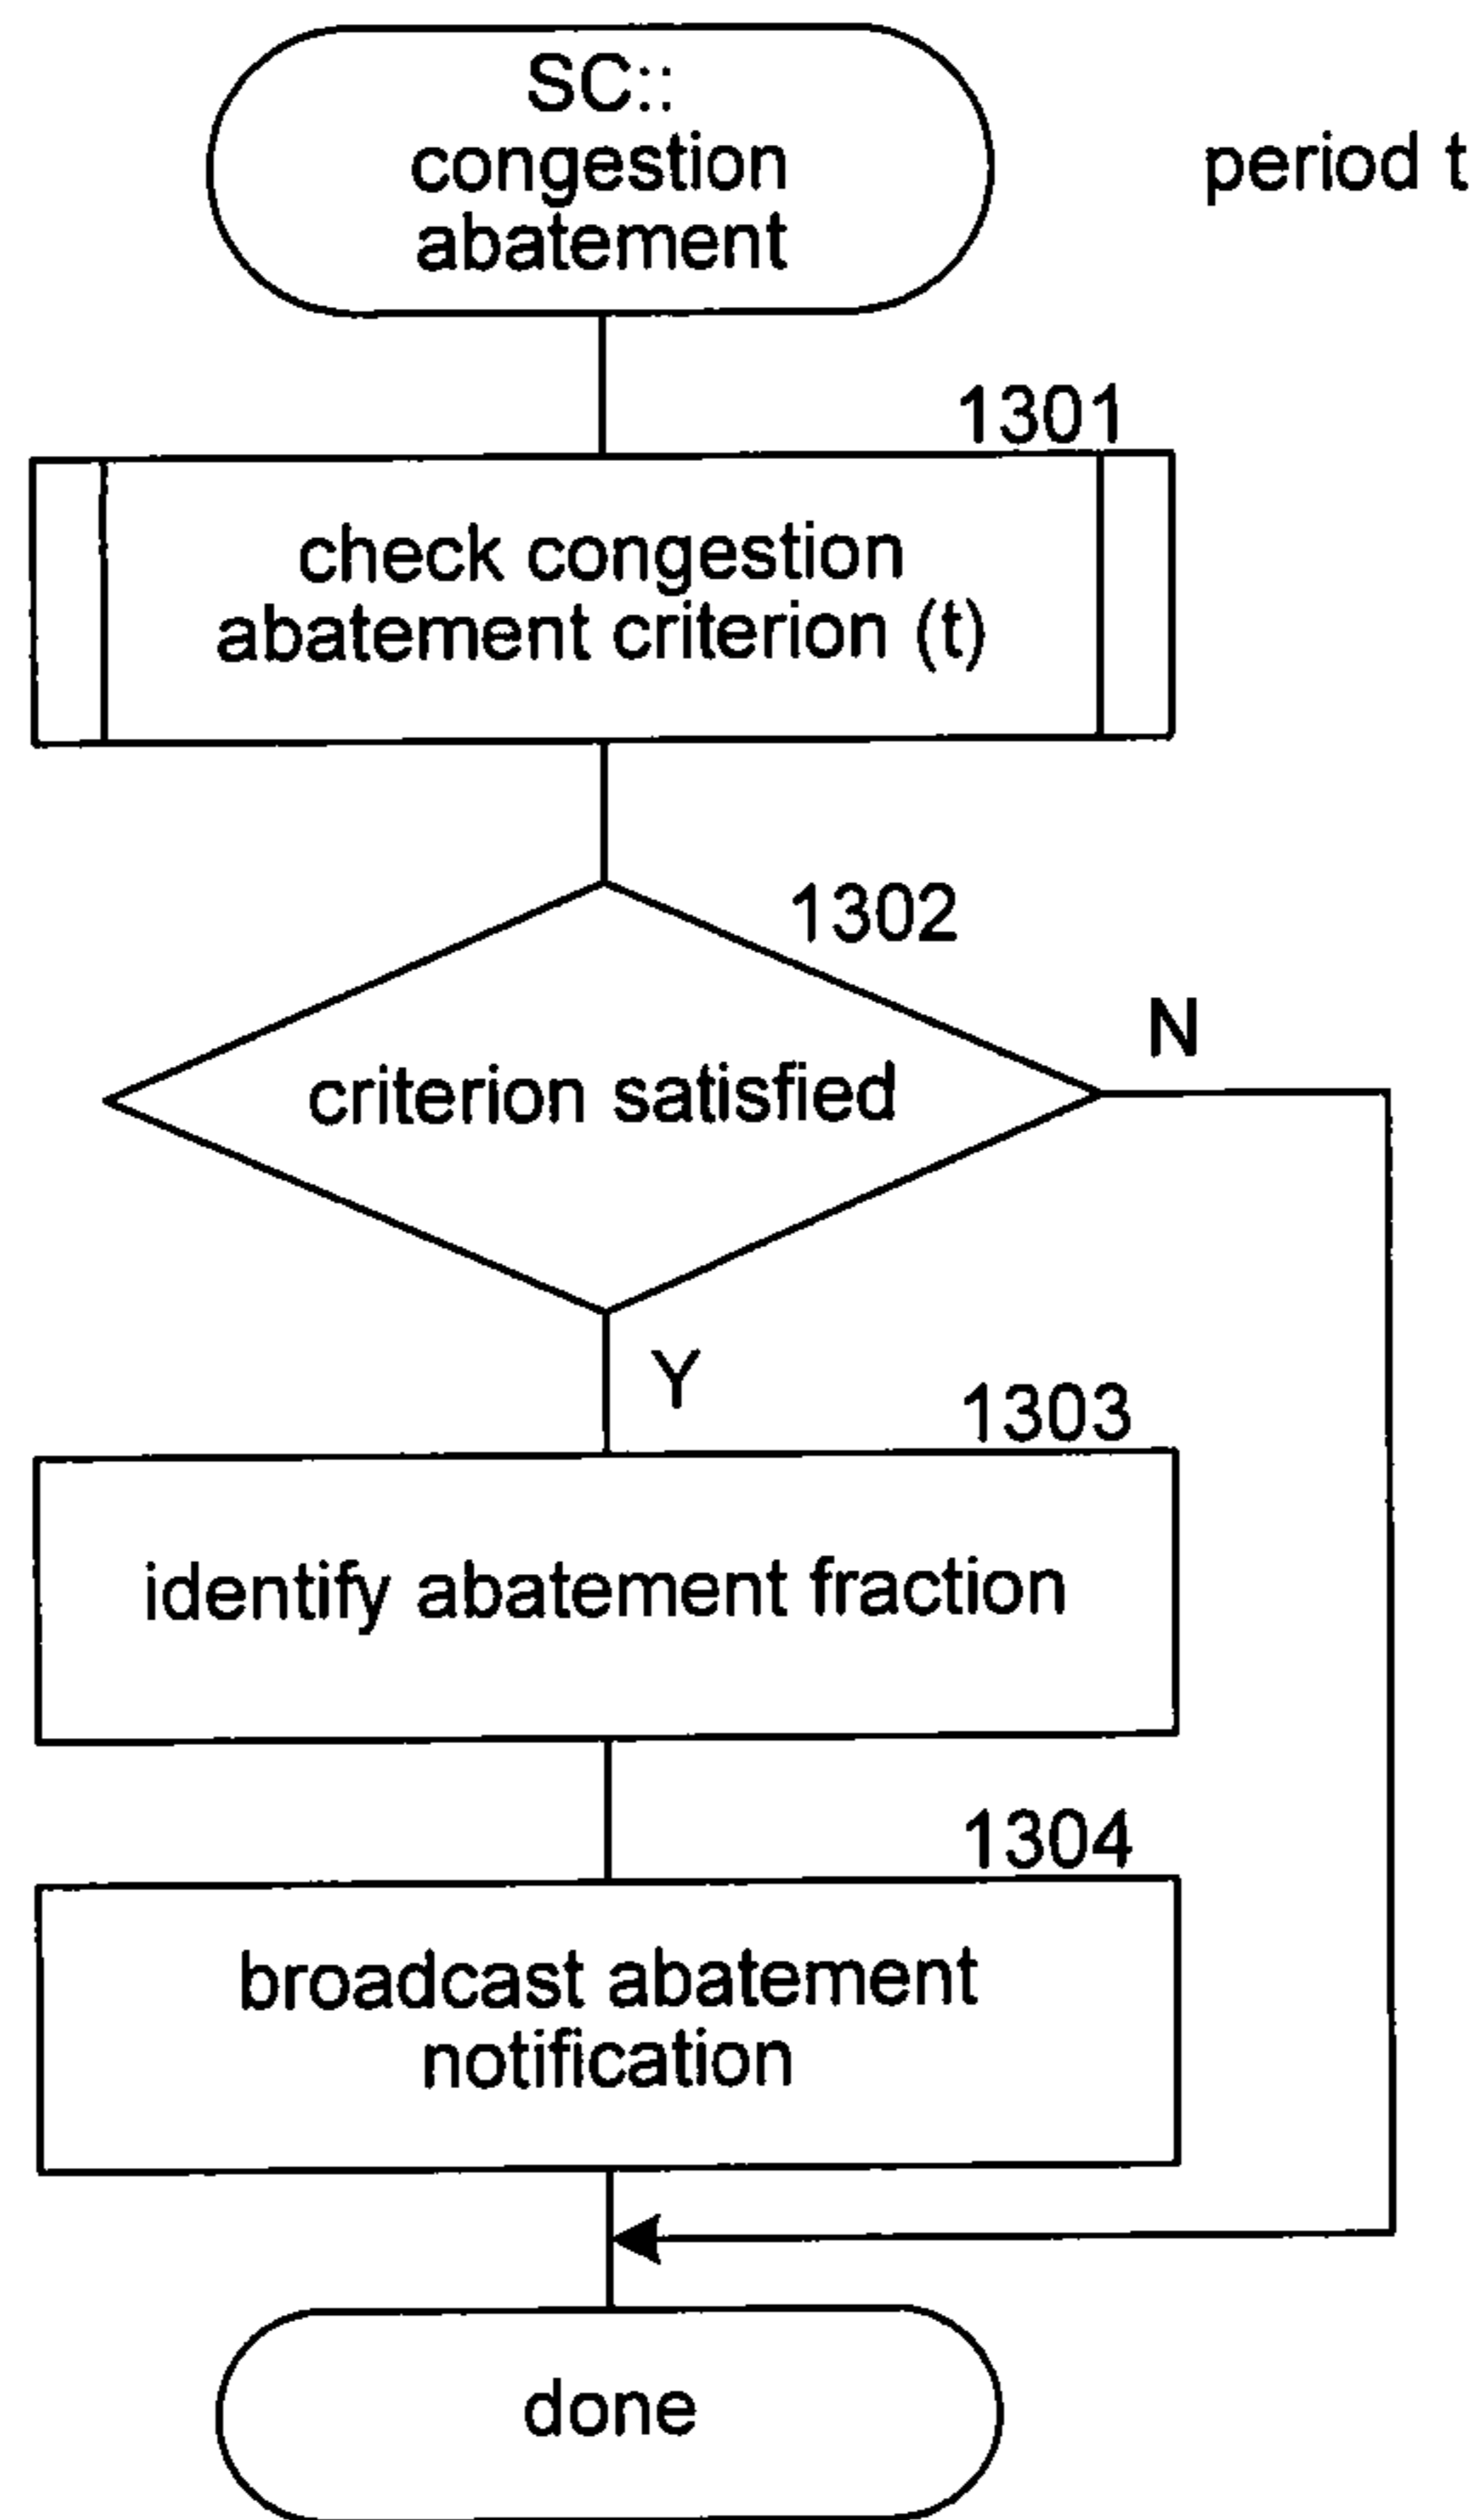 SC::
congestion
abatement
period t
1301
check congestion
abatement criterion (t)
1302
criterion satisfied
N
Y
1303
identify abatement fraction
1304
broadcast abatement
notification
done